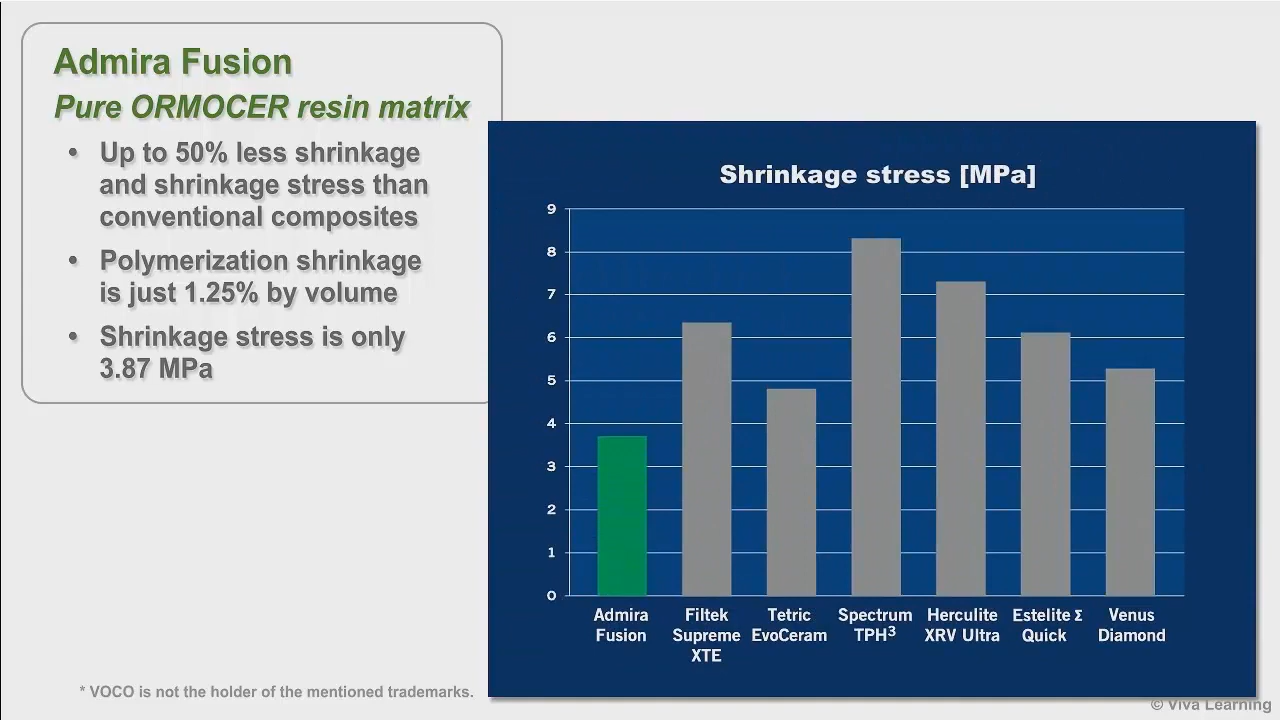 Admira Fusion
Pure ORMOCER resin matrix
• Up to 50% less shrinkage
and shrinkage stress than
conventional composites
• Polymerization shrinkage
is just 1.25% by volume
• Shrinkage stress is only
3.87 MPa
Shrinkage stress [MPa]
9
8
7
6
5
4
3
2
1
0
Admira
Fusion
Filtek
Supreme
XTE
Tetric
EvoCeram
Spectrum
TPH³
Herculite
XRV Ultra
Estelite Σ
Quick
Venus
Diamond
* VOCO is not the holder of the mentioned trademarks.
© Viva Learning